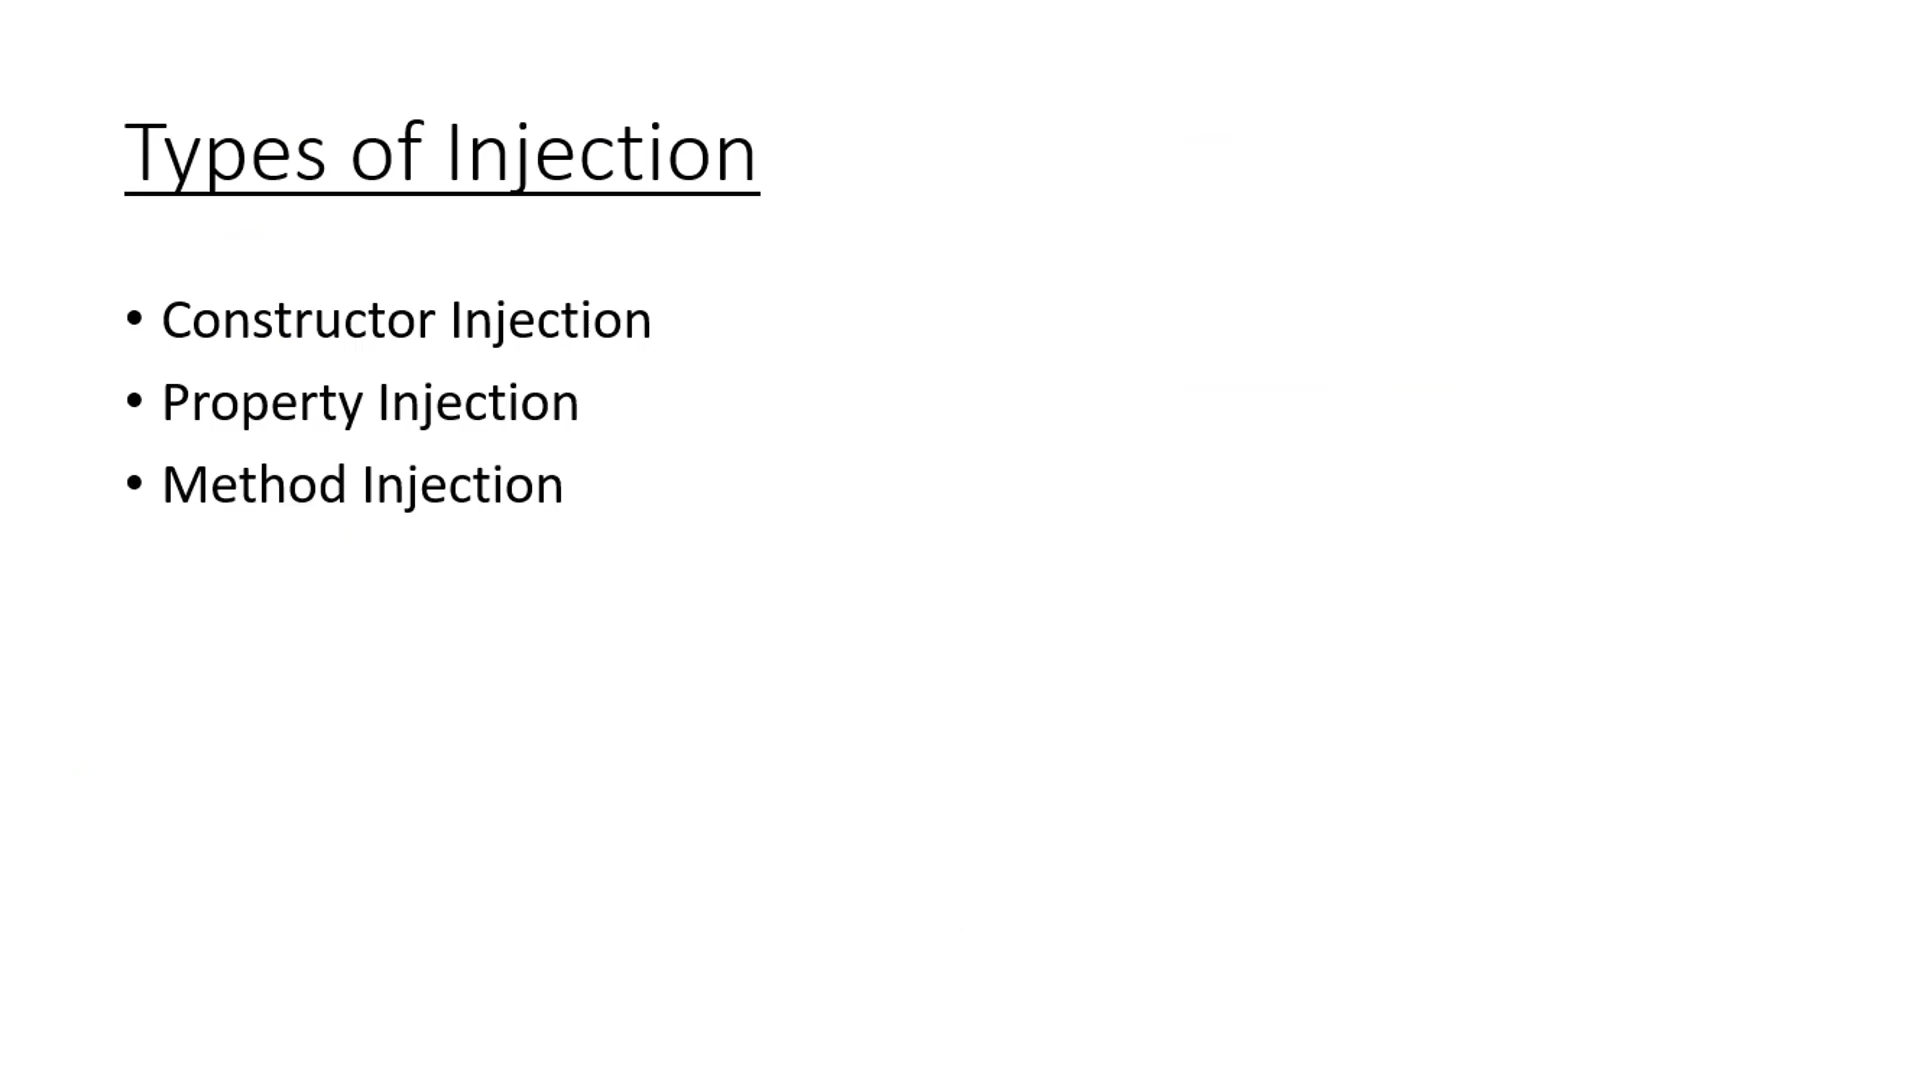 Types of Injection
• Constructor Injection
• Property Injection
• Method Injection